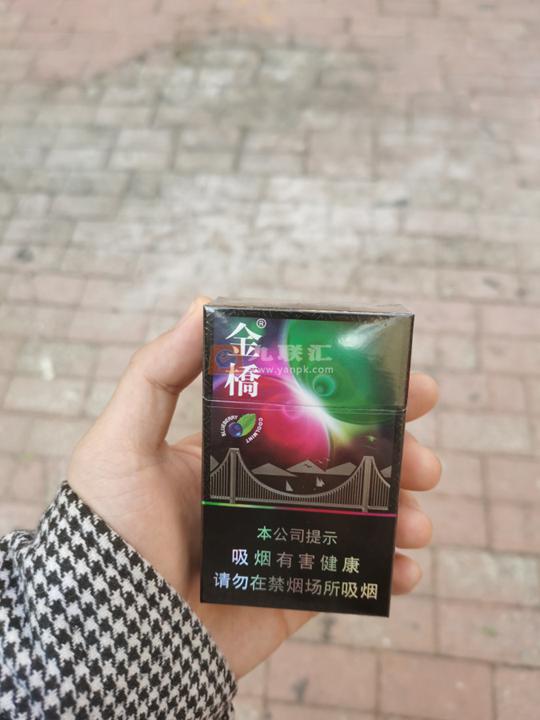 金橋®
BLUEBERRY
COOLMINT
九联汇
www.yanpk.com
本公司提示
吸烟有害健康
请勿在禁烟场所吸烟